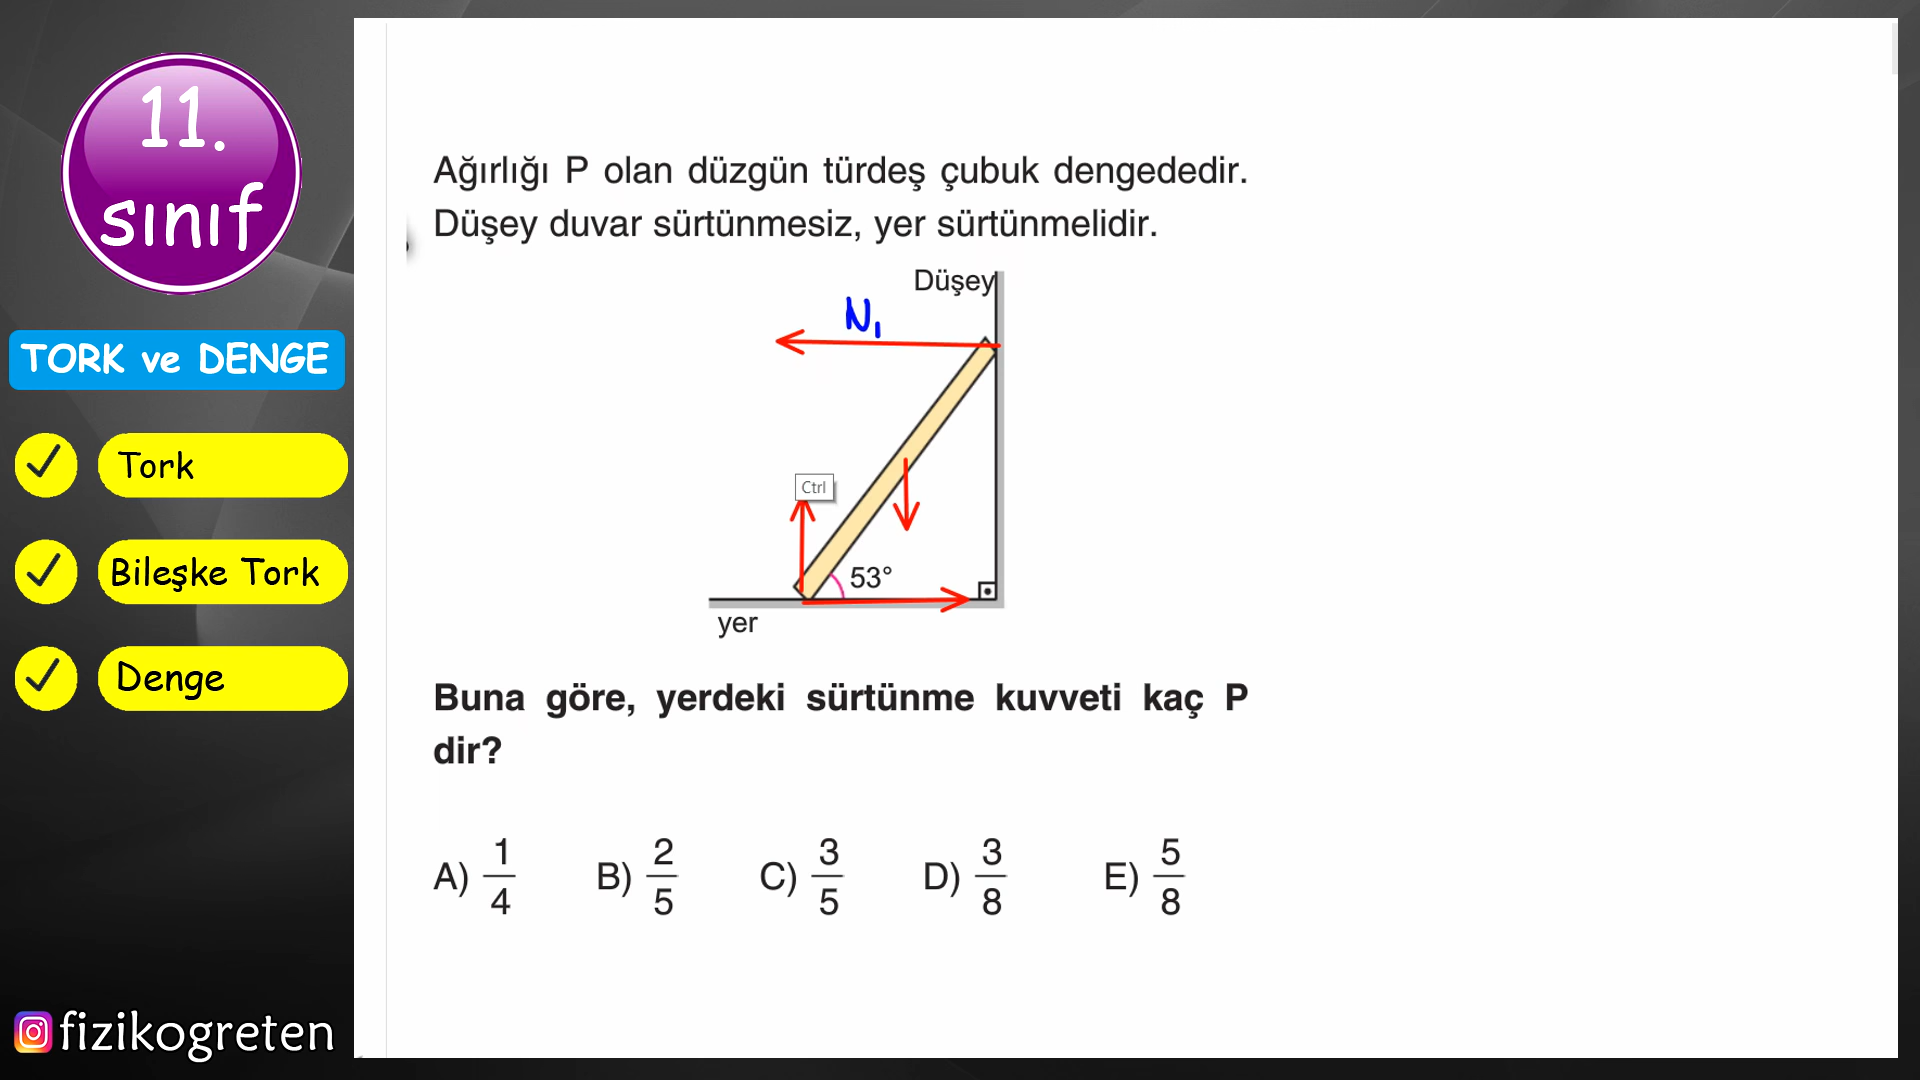 11.
sınıf
TORK ve DENGE
Tork
Bileşke Tork
Denge
fizikogreten
Ağırlığı P olan düzgün türdeş çubuk dengededir.
Düşey duvar sürtünmesiz, yer sürtünmelidir.
Düşey
N₁
Ctrl
53°
yer
Buna göre, yerdeki sürtünme kuvveti kaç P
dir?
A) 1/4 B) 2/5 C) 3/5 D) 3/8 E) 5/8